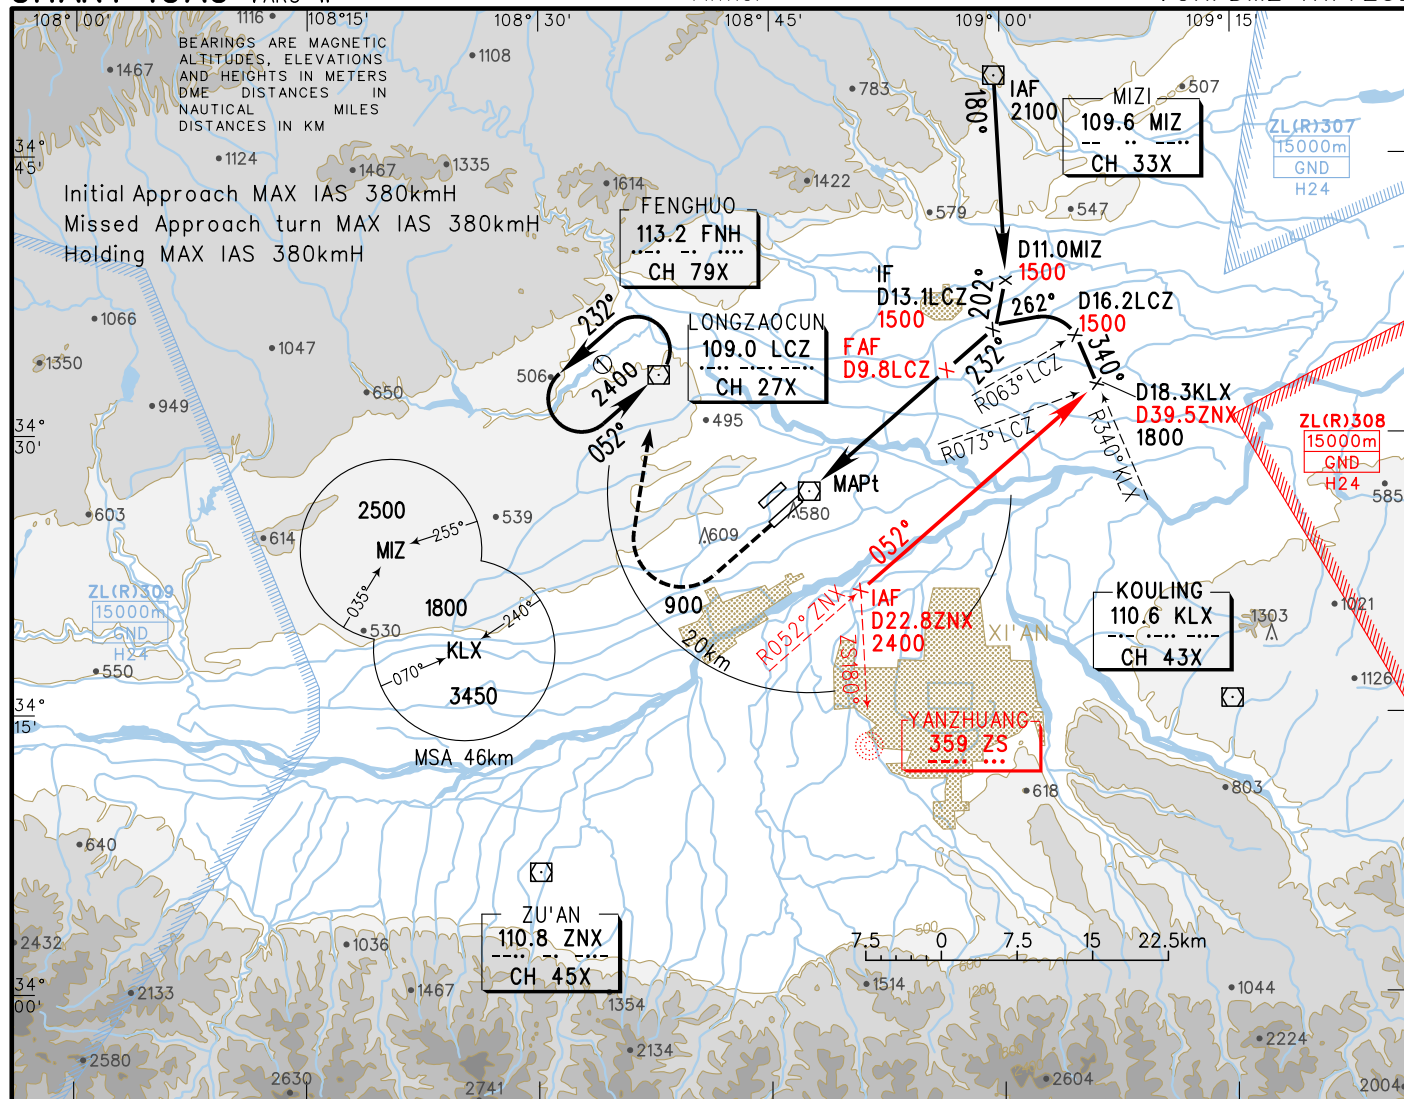 108° 00'
1116
108° 15'
108° 30'
108° 45'
109° 00'
109° 15'
BEARINGS ARE MAGNETIC
ALTITUDES, ELEVATIONS
AND HEIGHTS IN METERS
DME DISTANCES IN
NAUTICAL MILES
DISTANCES IN KM
1467
1108
783
180°
IAF
2100
507
MIZI
109.6 MIZ
CH 33X
ZL(R)307
15000m
GND
H24
34°
45'
1124
1467
1335
1614
1422
579
547
Initial Approach MAX IAS 380kmH
Missed Approach turn MAX IAS 380kmH
Holding MAX IAS 380kmH
FENGHUO
113.2 FNH
CH 79X
IF
D13.1LCZ
1500
D11.0MIZ
1500
202°
262°
D16.2LCZ
1500
1066
1047
1350
232°
2400
052°
506
LONGZAOCUN
109.0 LCZ
CH 27X
FAF
D9.8LCZ
232°
R063° LCZ
340°
D18.3KLX
D39.5ZNX
1800
949
650
495
R073° LCZ
R340° KLX
ZL(R)308
15000m
GND
H24
34°
30'
585
603
614
539
2500
MIZ
255°
035°
MAPt
580
609
052°
ZL(R)309
15000m
GND
H24
1800
240°
KLX
070°
3450
MSA 46km
530
550
900
20km
R052° ZNX
IAF
D22.8ZNX
2400
ZS180°
XI'AN
KOULING
110.6 KLX
CH 43X
1303
1021
1126
34°
15'
YANZHUANG
359 ZS
618
803
640
ZU'AN
110.8 ZNX
CH 45X
2432
1036
500
7.5 0 7.5 15 22.5km
34°
00'
2133
1467
1354
1514
1200
1044
2580
2630
2741
2134
2604
2224
2004